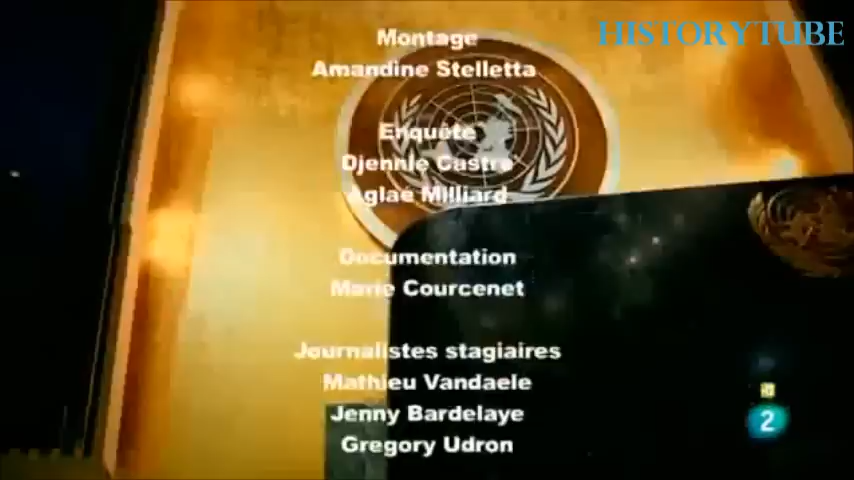 HISTORYTUBE
Montage
Amandine Stelletta
Enquête
Djennie Castre
Aglaé Milliard
Documentation
Marie Courcenet
Journalistes stagiaires
Mathieu Vandaele
Jenny Bardelaye
Gregory Udron
2